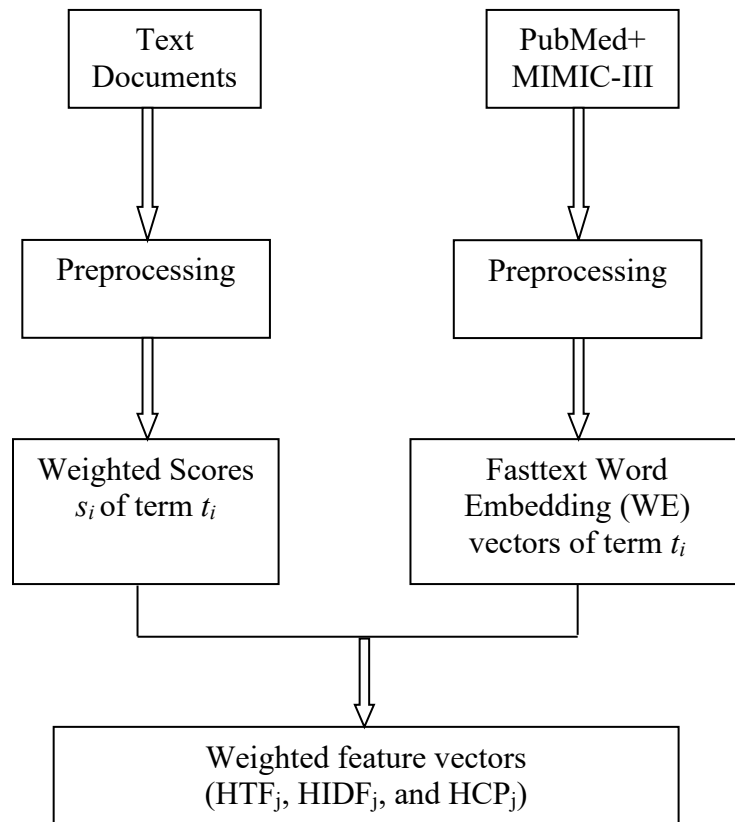 Text
Documents
PubMed+
MIMIC-III
Preprocessing
Preprocessing
Weighted Scores
sᵢ of term tᵢ
Fasttext Word
Embedding (WE)
vectors of term tᵢ
Weighted feature vectors
(HTFⱼ, HIDFⱼ, and HCPⱼ)